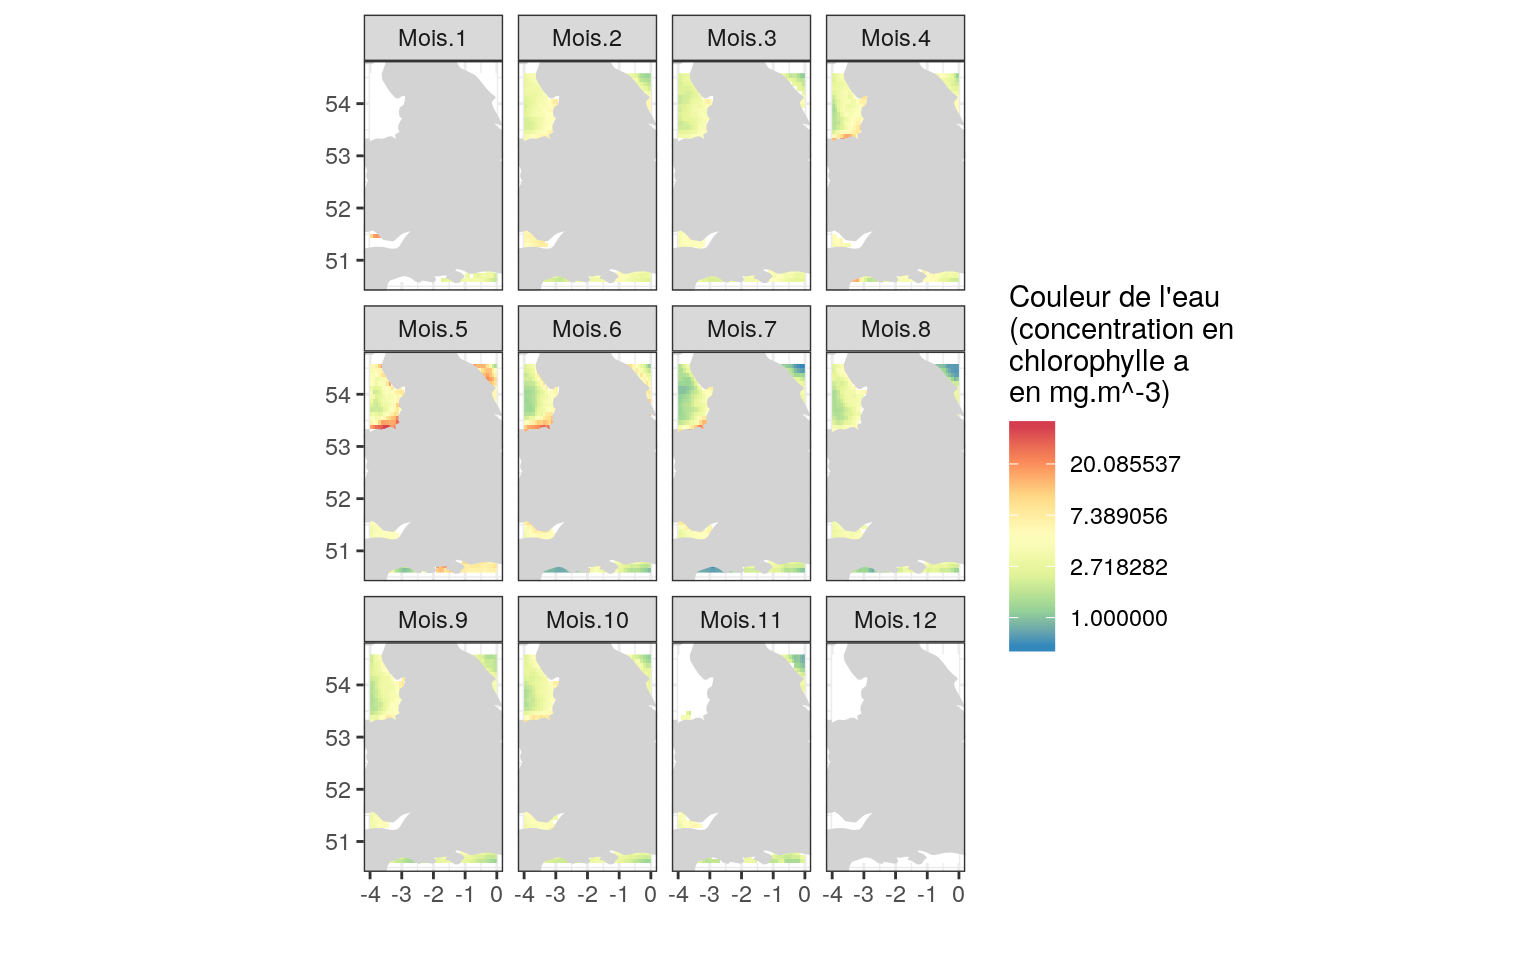 Mois.1 Mois.2 Mois.3 Mois.4
54
53
52
51
Mois.5 Mois.6 Mois.7 Mois.8
54
53
52
51
Mois.9 Mois.10 Mois.11 Mois.12
54
53
52
51
-4 -3 -2 -1 0 -4 -3 -2 -1 0 -4 -3 -2 -1 0 -4 -3 -2 -1 0
Couleur de l'eau
(concentration en
chlorophylle a
en mg.m^-3)
20.085537
7.389056
2.718282
1.000000